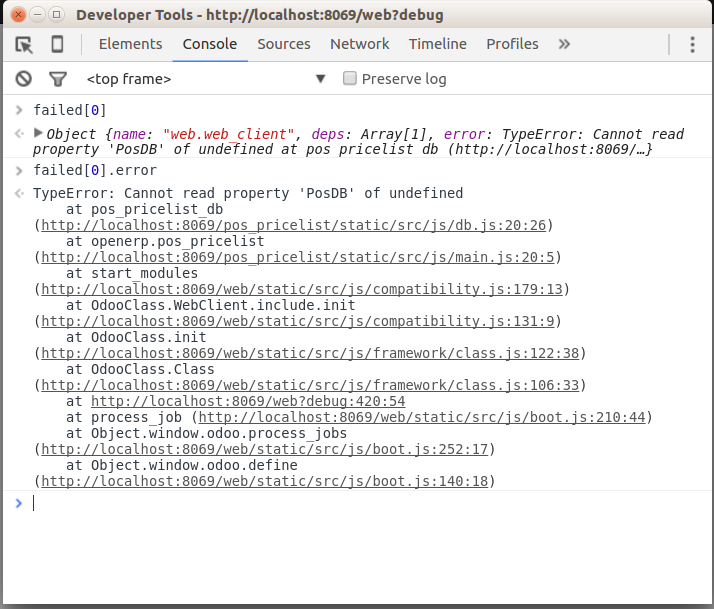 Developer Tools - http://localhost:8069/web?debug
Elements Console Sources Network Timeline Profiles »
<top frame> ▼ Preserve log
> failed[0]
Object {name: "web.web_client", deps: Array[1], error: TypeError: Cannot read
property 'PosDB' of undefined at pos_pricelist_db (http://localhost:8069/…}
> failed[0].error
TypeError: Cannot read property 'PosDB' of undefined
at pos_pricelist_db
(http://localhost:8069/pos_pricelist/static/src/js/db.js:20:26)
at openerp.pos_pricelist
(http://localhost:8069/pos_pricelist/static/src/js/main.js:20:5)
at start_modules
(http://localhost:8069/web/static/src/js/compatibility.js:179:13)
at OdooClass.WebClient.include.init
(http://localhost:8069/web/static/src/js/compatibility.js:131:9)
at OdooClass.init
(http://localhost:8069/web/static/src/js/framework/class.js:122:38)
at OdooClass.Class
(http://localhost:8069/web/static/src/js/framework/class.js:106:33)
at http://localhost:8069/web?debug:420:54
at process_job (http://localhost:8069/web/static/src/js/boot.js:210:44)
at Object.window.odoo.process_jobs
(http://localhost:8069/web/static/src/js/boot.js:252:17)
at Object.window.odoo.define
(http://localhost:8069/web/static/src/js/boot.js:140:18)
>